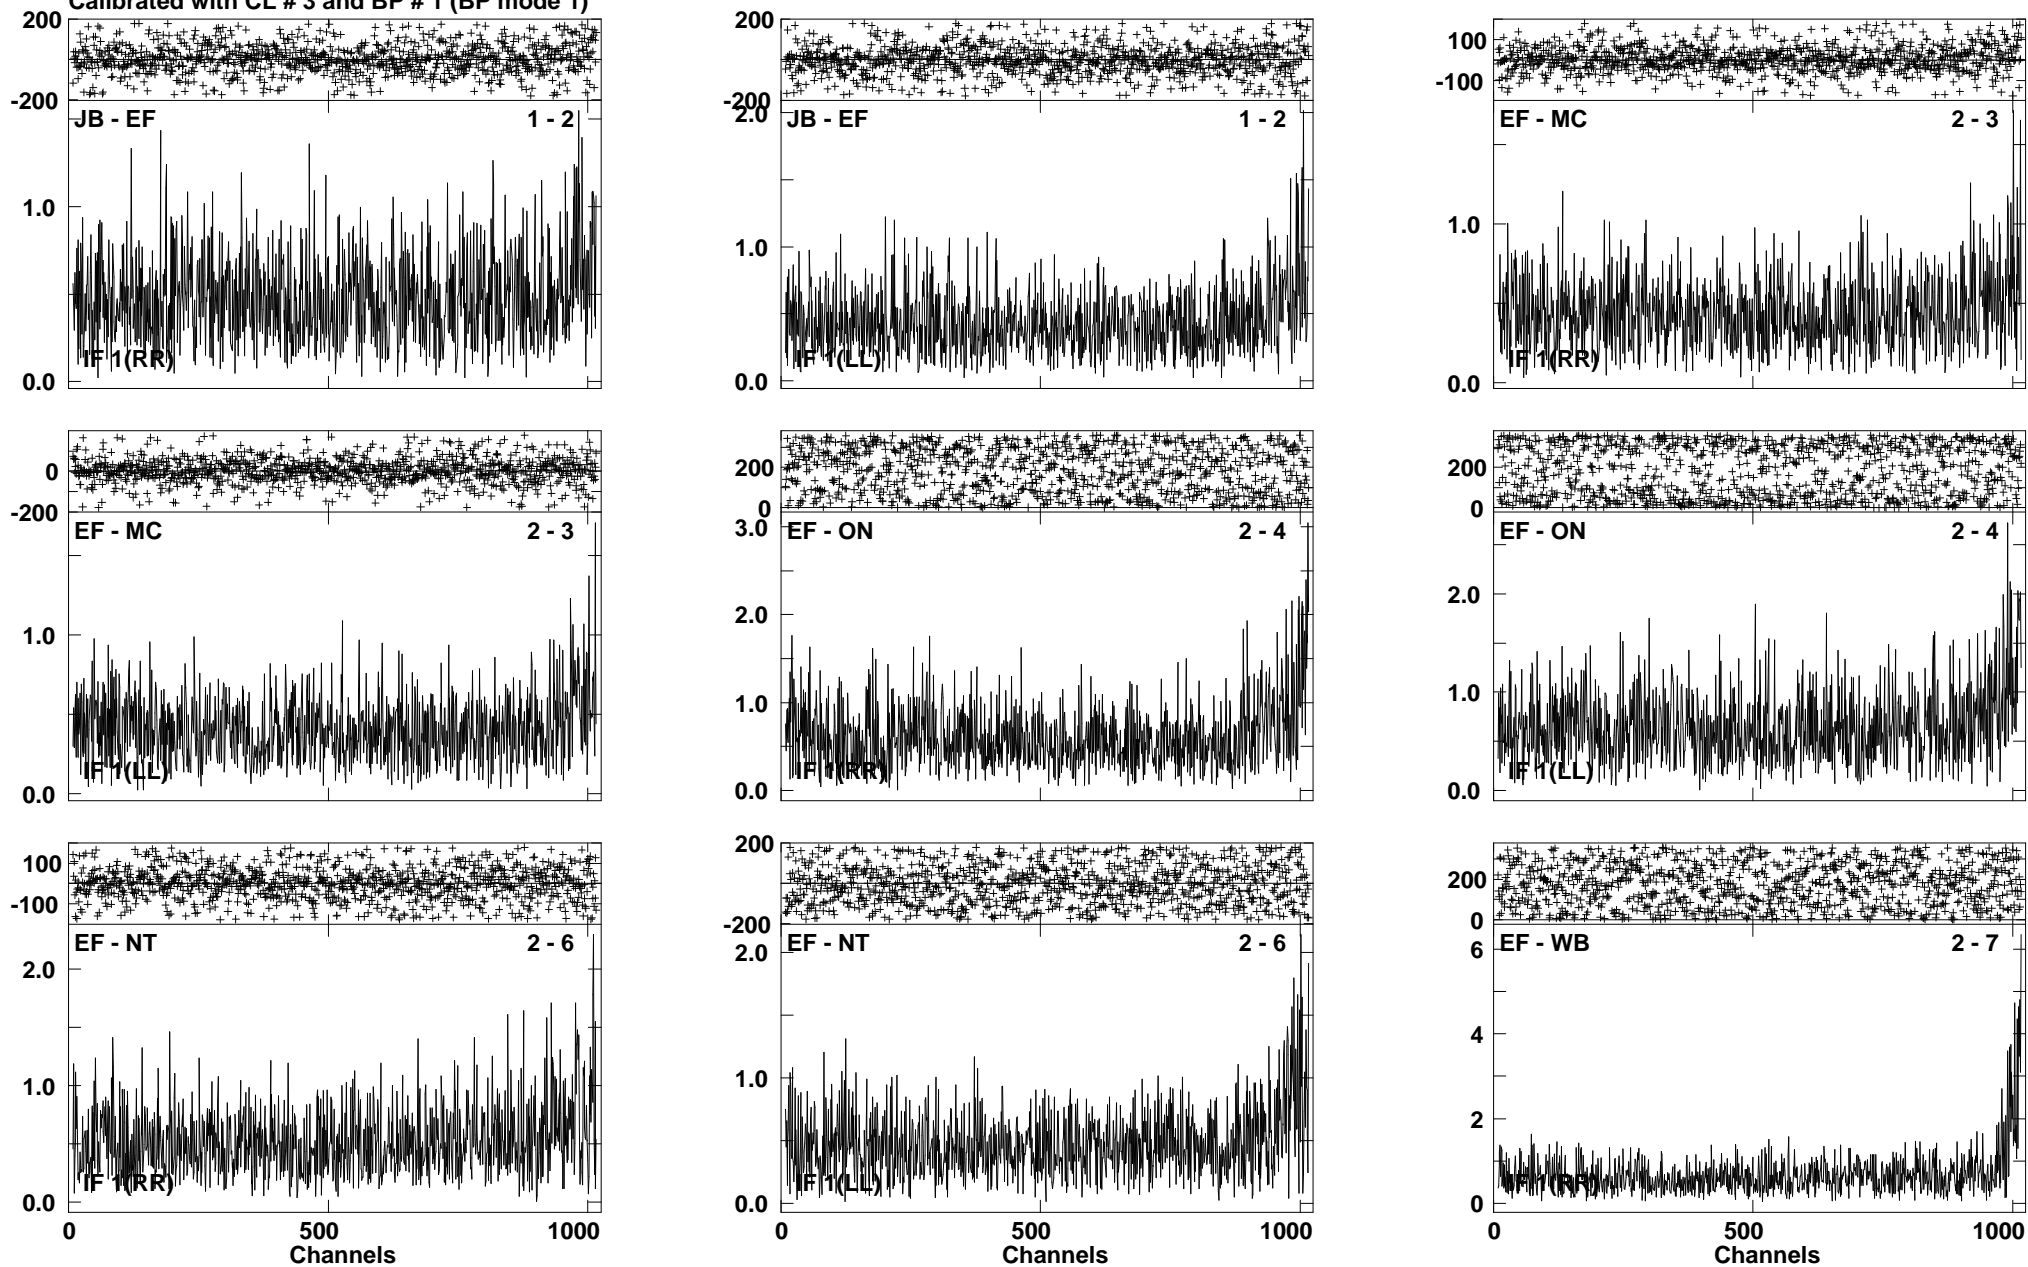 Calibrated with CL # 3 and BP # 1 (BP mode 1)
200
-200
JB - EF 1 - 2
1.0
0.0
IF 1(RR)
200
-200
2.0
JB - EF 1 - 2
1.0
0.0
IF 1(LL)
100
-100
EF - MC 2 - 3
1.0
0.0
IF 1(RR)
0
-200
EF - MC 2 - 3
1.0
0.0
IF 1(LL)
200
0
3.0
EF - ON 2 - 4
2.0
1.0
0.0
IF 1(RR)
200
0
EF - ON 2 - 4
2.0
1.0
0.0
IF 1(LL)
100
-100
EF - NT 2 - 6
2.0
1.0
0.0
IF 1(RR)
0 500 1000
Channels
200
-200
2.0
EF - NT 2 - 6
1.0
0.0
IF 1(LL)
0 500 1000
Channels
200
0
EF - WB 2 - 7
6
4
2
0
IF 1(RR)
0 500 1000
Channels